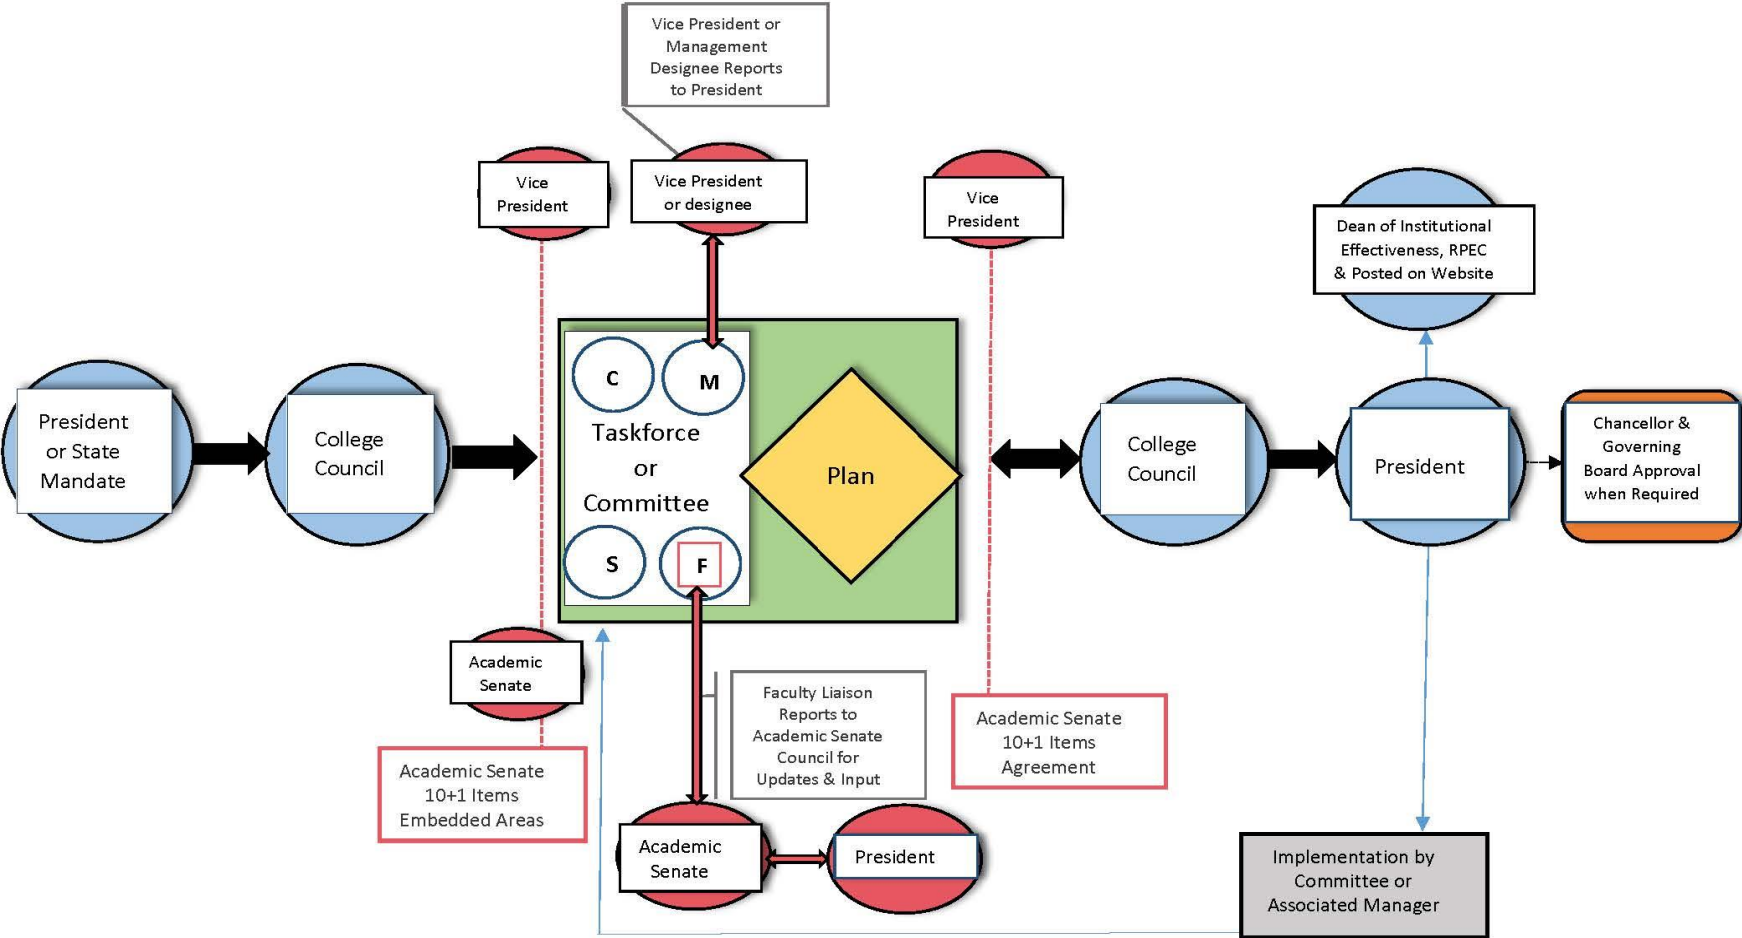 Vice President or
Management
Designee Reports
to President
Vice
President
Vice President
or designee
Vice
President
Dean of Institutional
Effectiveness, RPEC
& Posted on Website
President
or State
Mandate
College
Council
C
M
Taskforce
or
Committee
S
F
Plan
College
Council
President
Chancellor &
Governing
Board Approval
when Required
Academic
Senate
Academic Senate
10+1 Items
Embedded Areas
Faculty Liaison
Reports to
Academic Senate
Council for
Updates & Input
Academic Senate
10+1 Items
Agreement
Academic
Senate
President
Implementation by
Committee or
Associated Manager